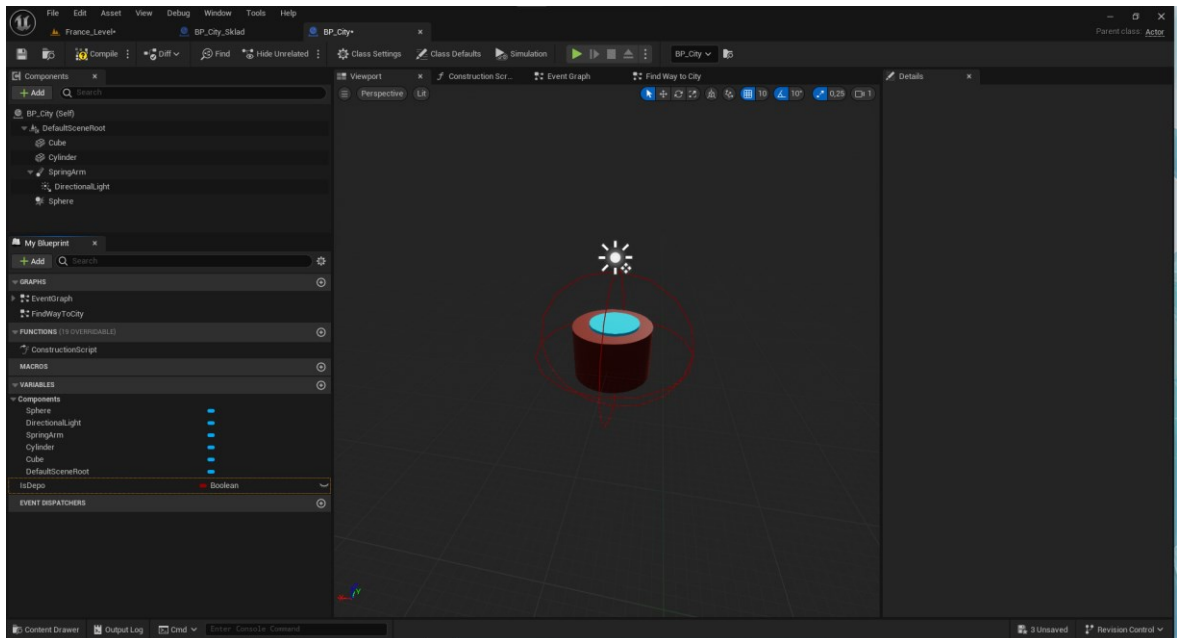 File Edit Asset View Debug Window Tools Help
France_Level•
BP_City_Sklad
BP_City•
Parent class: Actor
Compile
Diff
Find
Hide Unrelated
Class Settings
Class Defaults
Simulation
BP_City
Components
Viewport
Construction Scr...
Event Graph
Find Way to City
Details
+ Add
Search
Perspective
Lit
10
10°
0,25
1
BP_City (Self)
DefaultSceneRoot
Cube
Cylinder
SpringArm
DirectionalLight
Sphere
My Blueprint
+ Add
Search
GRAPHS
EventGraph
FindWayToCity
FUNCTIONS (19 OVERRIDABLE)
ConstructionScript
MACROS
VARIABLES
Components
Sphere
DirectionalLight
SpringArm
Cylinder
Cube
DefaultSceneRoot
IsDepo Boolean
EVENT DISPATCHERS
Y
Content Drawer
Output Log
Cmd
Enter Console Command
3 Unsaved
Revision Control